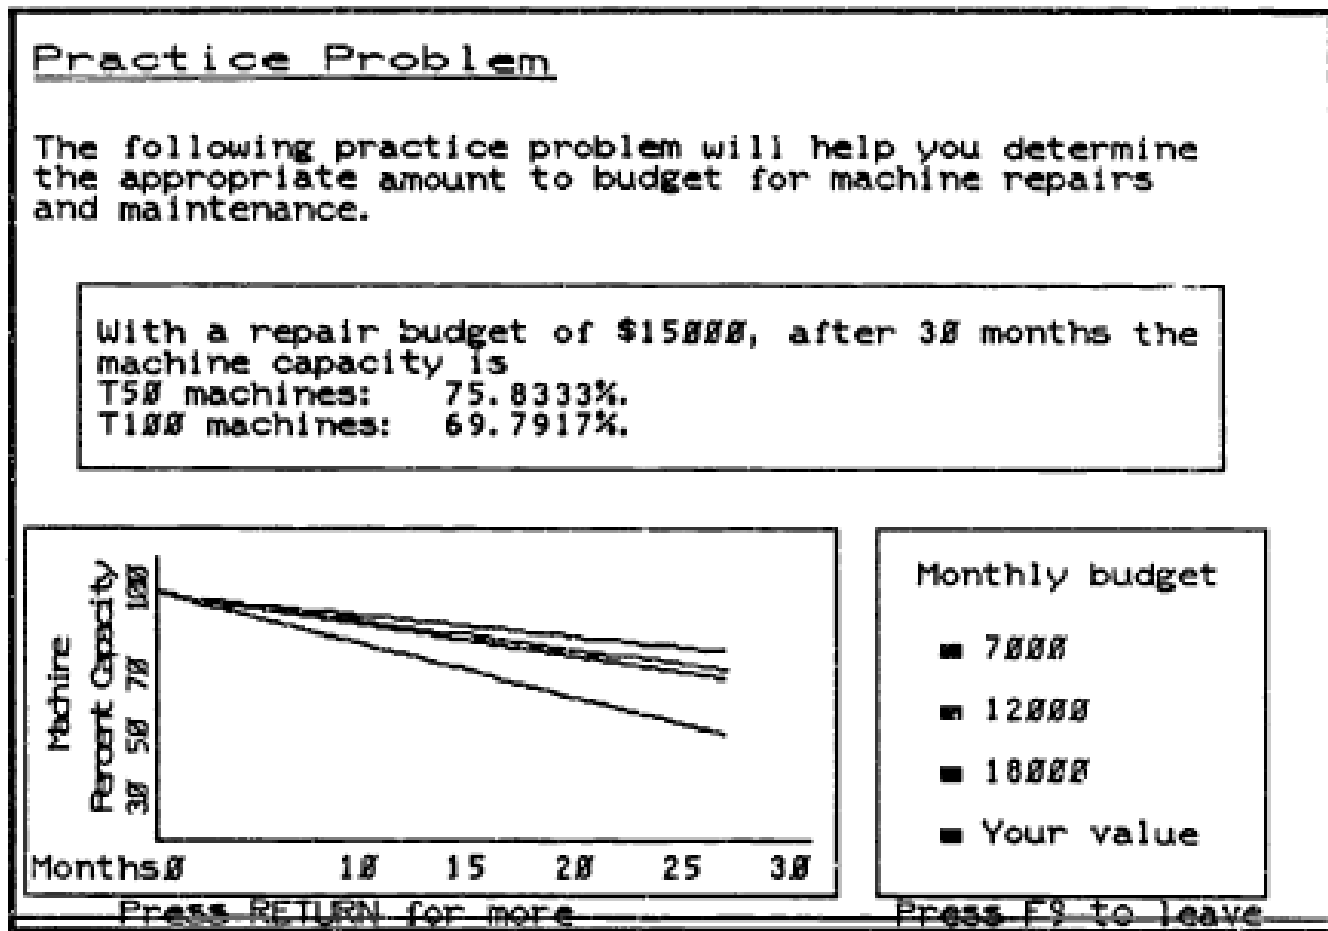 Practice Problem
The following practice problem will help you determine
the appropriate amount to budget for machine repairs
and maintenance.
With a repair budget of $15000, after 30 months the
machine capacity is
T50 machines: 75.8333%.
T100 machines: 69.7917%.
Machine
Percent Capacity
100
70
50
30
Months 0 10 15 20 25 30
Monthly budget
7000
12000
18000
Your value
Press RETURN for more
Press F9 to leave